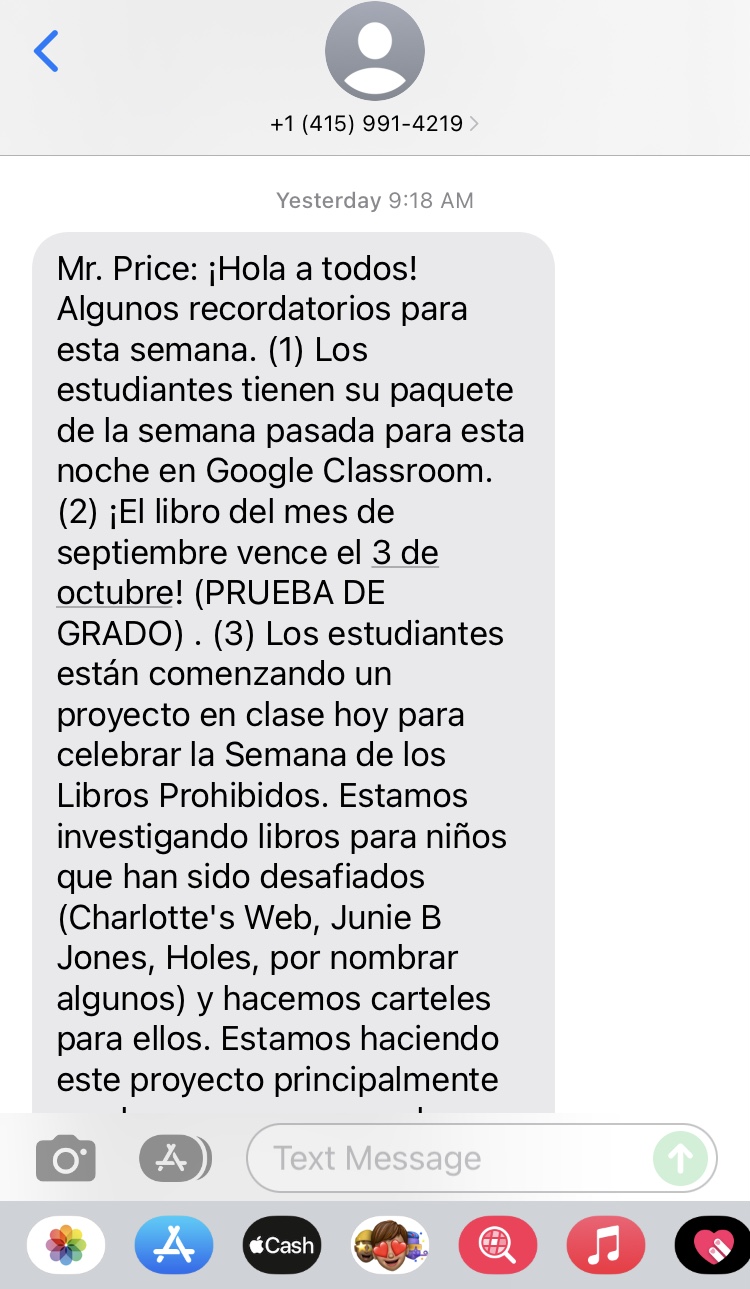 +1 (415) 991-4219
Yesterday 9:18 AM
Mr. Price: ¡Hola a todos!
Algunos recordatorios para
esta semana. (1) Los
estudiantes tienen su paquete
de la semana pasada para esta
noche en Google Classroom.
(2) ¡El libro del mes de
septiembre vence el 3 de
octubre! (PRUEBA DE
GRADO) . (3) Los estudiantes
están comenzando un
proyecto en clase hoy para
celebrar la Semana de los
Libros Prohibidos. Estamos
investigando libros para niños
que han sido desafiados
(Charlotte's Web, Junie B
Jones, Holes, por nombrar
algunos) y hacemos carteles
para ellos. Estamos haciendo
este proyecto principalmente
Text Message
Cash